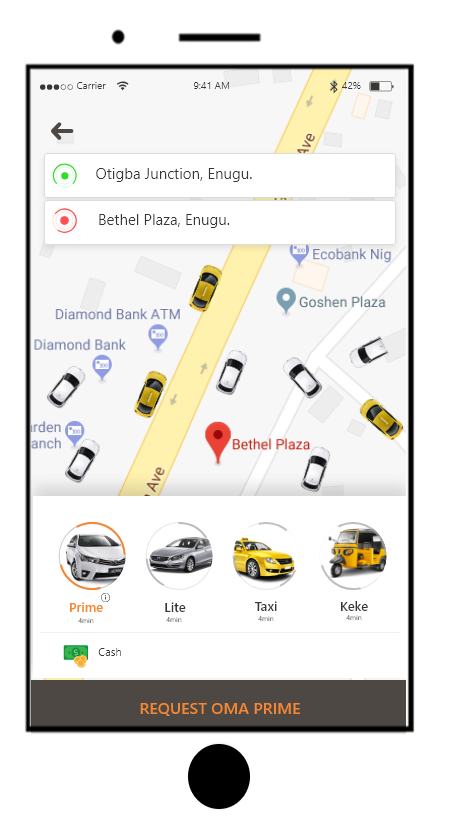 Carrier 9:41 AM 42%
Otigba Junction, Enugu.
Bethel Plaza, Enugu.
Ave
Ecobank Nig
Goshen Plaza
Diamond Bank ATM
Diamond Bank
arden
anch
Bethel Plaza
Ave
Prime Lite Taxi Keke
4min 4min 4min 4min
Cash
REQUEST OMA PRIME